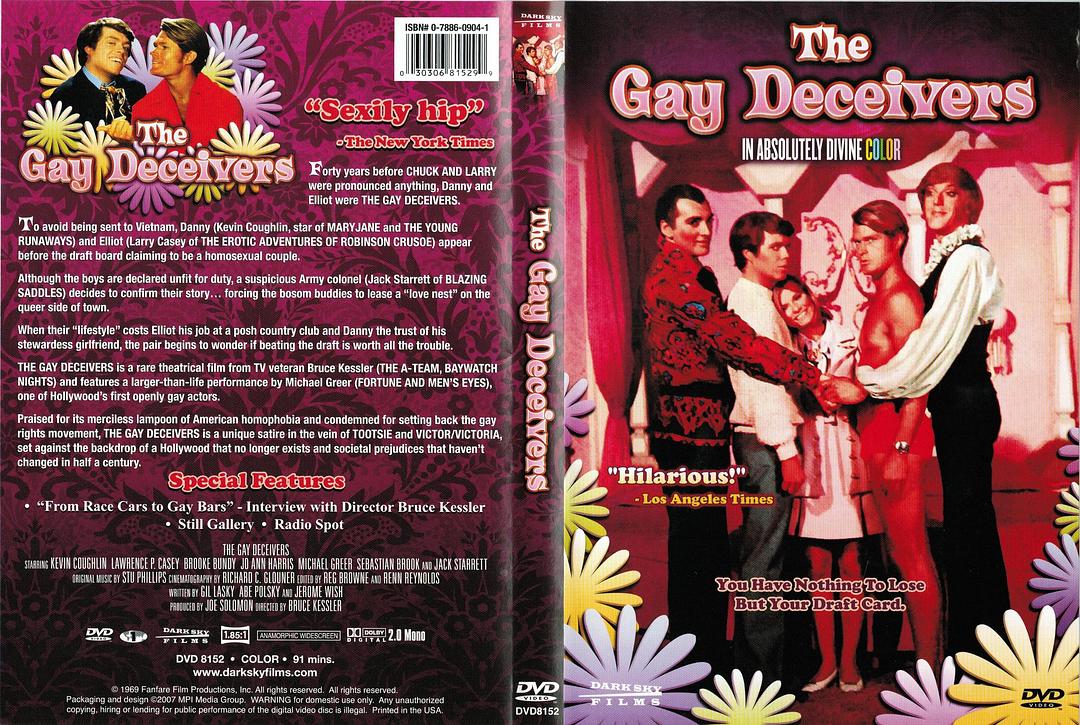 ISBN# 0-7886-0904-1
0 30306 81529 9
The
Gay Deceivers
"Sexily hip"
- The New York Times
Forty years before CHUCK AND LARRY
were pronounced anything, Danny and
Elliot were THE GAY DECEIVERS.
To avoid being sent to Vietnam, Danny (Kevin Coughlin, star of MARYJANE and THE YOUNG
RUNAWAYS) and Elliot (Larry Casey of THE EROTIC ADVENTURES OF ROBINSON CRUSOE) appear
before the draft board claiming to be a homosexual couple.
Although the boys are declared unfit for duty, a suspicious Army colonel (Jack Starrett of BLAZING
SADDLES) decides to confirm their story... forcing the bosom buddies to lease a "love nest" on the
queer side of town.
When their "lifestyle" costs Elliot his job at a posh country club and Danny the trust of his
stewardess girlfriend, the pair begins to wonder if beating the draft is worth all the trouble.
THE GAY DECEIVERS is a rare theatrical film from TV veteran Bruce Kessler (THE A-TEAM, BAYWATCH
NIGHTS) and features a larger-than-life performance by Michael Greer (FORTUNE AND MEN'S EYES),
one of Hollywood's first openly gay actors.
Praised for its merciless lampoon of American homophobia and condemned for setting back the gay
rights movement, THE GAY DECEIVERS is a unique satire in the vein of TOOTSIE and VICTOR/VICTORIA,
set against the backdrop of a Hollywood that no longer exists and societal prejudices that haven't
changed in half a century.
Special Features
• "From Race Cars to Gay Bars" - Interview with Director Bruce Kessler
• Still Gallery • Radio Spot
THE GAY DECEIVERS
STARRING KEVIN COUGHLIN LAWRENCE P. CASEY BROOKE BUNDY JO ANN HARRIS MICHAEL GREER SEBASTIAN BROOK AND JACK STARRETT
ORIGINAL MUSIC BY STU PHILLIPS CINEMATOGRAPHY BY RICHARD C. GLOUNER EDITED BY REG BROWNE AND RENN REYNOLDS
WRITTEN BY GIL LASKY ABE POLSKY AND JEROME WISH
PRODUCED BY JOE SOLOMON DIRECTED BY BRUCE KESSLER
DVD VIDEO 1 DARK SKY FILMS 1.85:1 ANAMORPHIC WIDESCREEN DOLBY DIGITAL 2.0 Mono
DVD 8152 • COLOR • 91 mins.
www.darkskyfilms.com
© 1969 Fanfare Film Productions, Inc. All rights reserved. All rights reserved.
Packaging and design ©2007 MPI Media Group. WARNING for domestic use only. Any unauthorized
copying, hiring or lending for public performance of the digital video disc is illegal. Printed in the USA.
DARK SKY
FILMS
The Gay Deceivers
DVD
VIDEO
DVD8152
The
Gay Deceivers
IN ABSOLUTELY DIVINE COLOR
"Hilarious!"
- Los Angeles Times
You Have Nothing To Lose
But Your Draft Card.
DARK SKY
FILMS
DVD
VIDEO